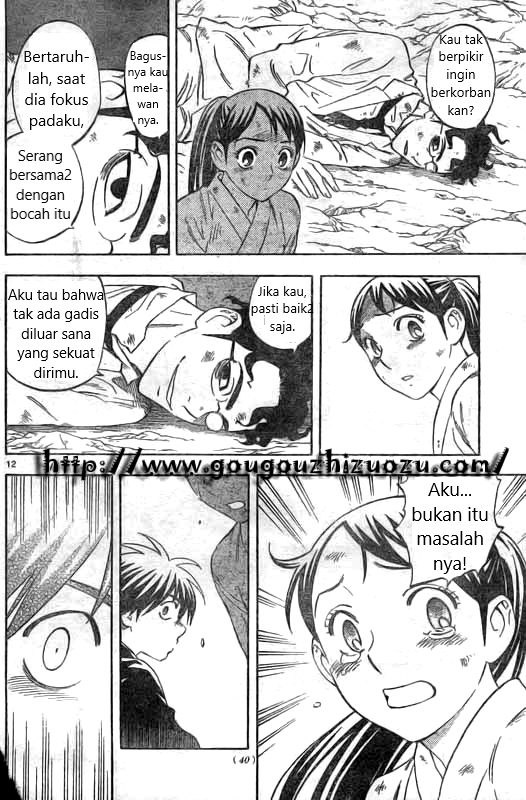 Kau tak
berpikir
ingin
berkorban
kan?
Bagus-
nya kau
mela-
wan
nya.
Bertaruh-
lah, saat
dia fokus
padaku,
Serang
bersama2
dengan
bocah itu
Jika kau,
pasti baik2
saja.
Aku tau bahwa
tak ada gadis
diluar sana
yang sekuat
dirimu.
12
http://www.gougouzhizuozu.com/
Aku...
bukan itu
masalah
nya!
(40)